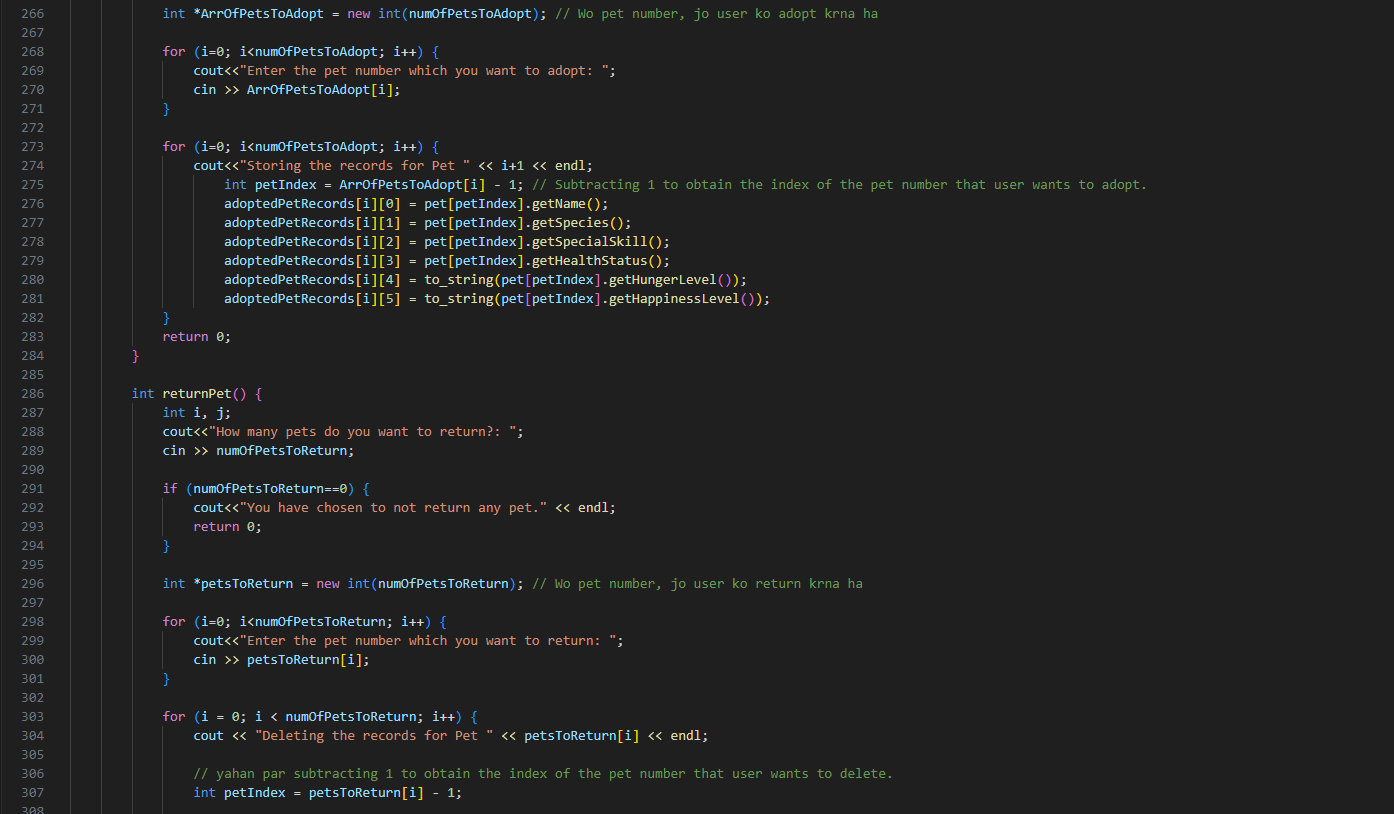 266 int *ArrOfPetsToAdopt = new int(numOfPetsToAdopt); // Wo pet number, jo user ko adopt krna ha
267
268 for (i=0; i<numOfPetsToAdopt; i++) {
269 cout<<"Enter the pet number which you want to adopt: ";
270 cin >> ArrOfPetsToAdopt[i];
271 }
272
273 for (i=0; i<numOfPetsToAdopt; i++) {
274 cout<<"Storing the records for Pet " << i+1 << endl;
275 int petIndex = ArrOfPetsToAdopt[i] - 1; // Subtracting 1 to obtain the index of the pet number that user wants to adopt.
276 adoptedPetRecords[i][0] = pet[petIndex].getName();
277 adoptedPetRecords[i][1] = pet[petIndex].getSpecies();
278 adoptedPetRecords[i][2] = pet[petIndex].getSpecialSkill();
279 adoptedPetRecords[i][3] = pet[petIndex].getHealthStatus();
280 adoptedPetRecords[i][4] = to_string(pet[petIndex].getHungerLevel());
281 adoptedPetRecords[i][5] = to_string(pet[petIndex].getHappinessLevel());
282 }
283 return 0;
284 }
285
286 int returnPet() {
287 int i, j;
288 cout<<"How many pets do you want to return?: ";
289 cin >> numOfPetsToReturn;
290
291 if (numOfPetsToReturn==0) {
292 cout<<"You have chosen to not return any pet." << endl;
293 return 0;
294 }
295
296 int *petsToReturn = new int(numOfPetsToReturn); // Wo pet number, jo user ko return krna ha
297
298 for (i=0; i<numOfPetsToReturn; i++) {
299 cout<<"Enter the pet number which you want to return: ";
300 cin >> petsToReturn[i];
301 }
302
303 for (i = 0; i < numOfPetsToReturn; i++) {
304 cout << "Deleting the records for Pet " << petsToReturn[i] << endl;
305
306 // yahan par subtracting 1 to obtain the index of the pet number that user wants to delete.
307 int petIndex = petsToReturn[i] - 1;
308